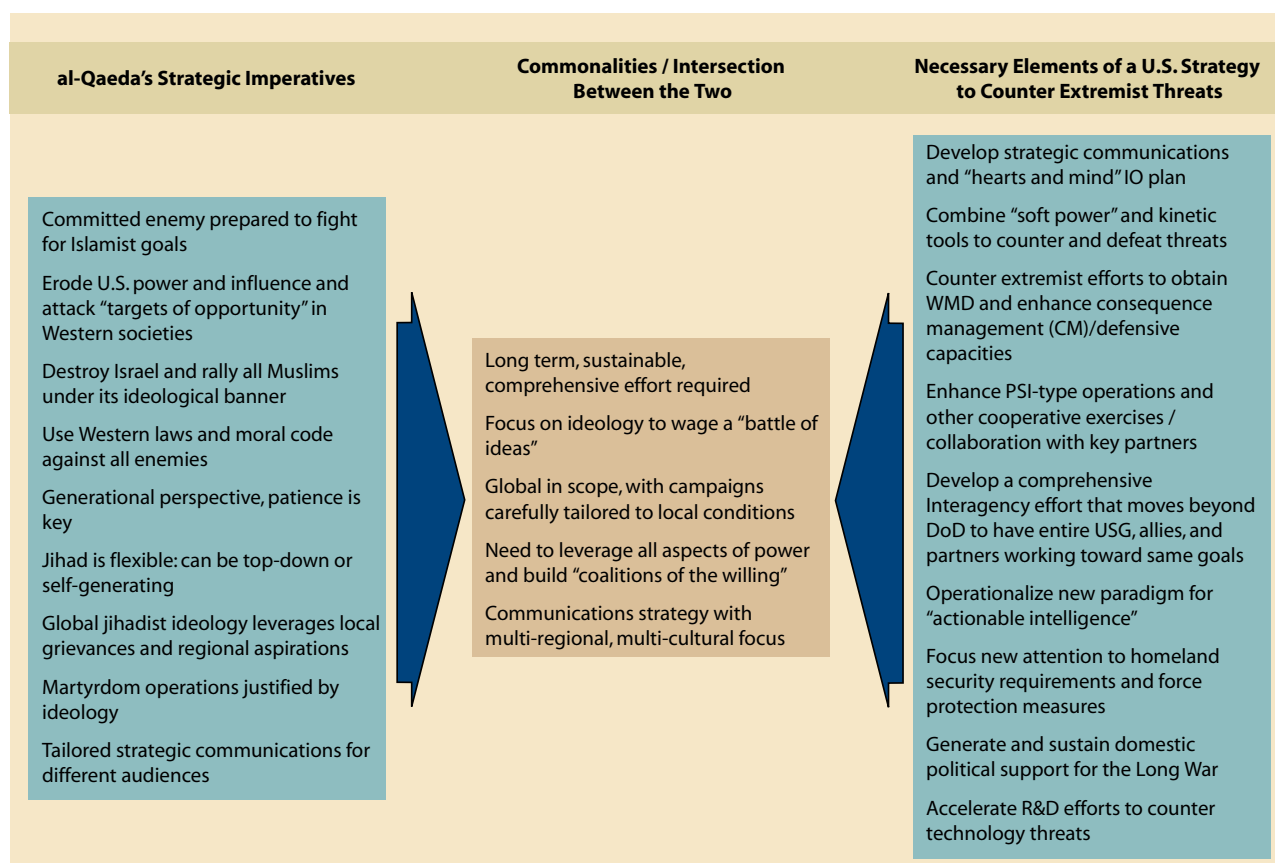 al-Qaeda's Strategic Imperatives
Commonalities / Intersection
Between the Two
Necessary Elements of a U.S. Strategy
to Counter Extremist Threats
Committed enemy prepared to fight
for Islamist goals
Erode U.S. power and influence and
attack “targets of opportunity” in
Western societies
Destroy Israel and rally all Muslims
under its ideological banner
Use Western laws and moral code
against all enemies
Generational perspective, patience is
key
Jihad is flexible: can be top-down or
self-generating
Global jihadist ideology leverages local
grievances and regional aspirations
Martyrdom operations justified by
ideology
Tailored strategic communications for
different audiences
Long term, sustainable,
comprehensive effort required
Focus on ideology to wage a “battle of
ideas”
Global in scope, with campaigns
carefully tailored to local conditions
Need to leverage all aspects of power
and build “coalitions of the willing”
Communications strategy with
multi-regional, multi-cultural focus
Develop strategic communications
and “hearts and mind” IO plan
Combine “soft power” and kinetic
tools to counter and defeat threats
Counter extremist efforts to obtain
WMD and enhance consequence
management (CM)/defensive
capacities
Enhance PSI-type operations and
other cooperative exercises /
collaboration with key partners
Develop a comprehensive
Interagency effort that moves beyond
DoD to have entire USG, allies, and
partners working toward same goals
Operationalize new paradigm for
“actionable intelligence”
Focus new attention to homeland
security requirements and force
protection measures
Generate and sustain domestic
political support for the Long War
Accelerate R&D efforts to counter
technology threats